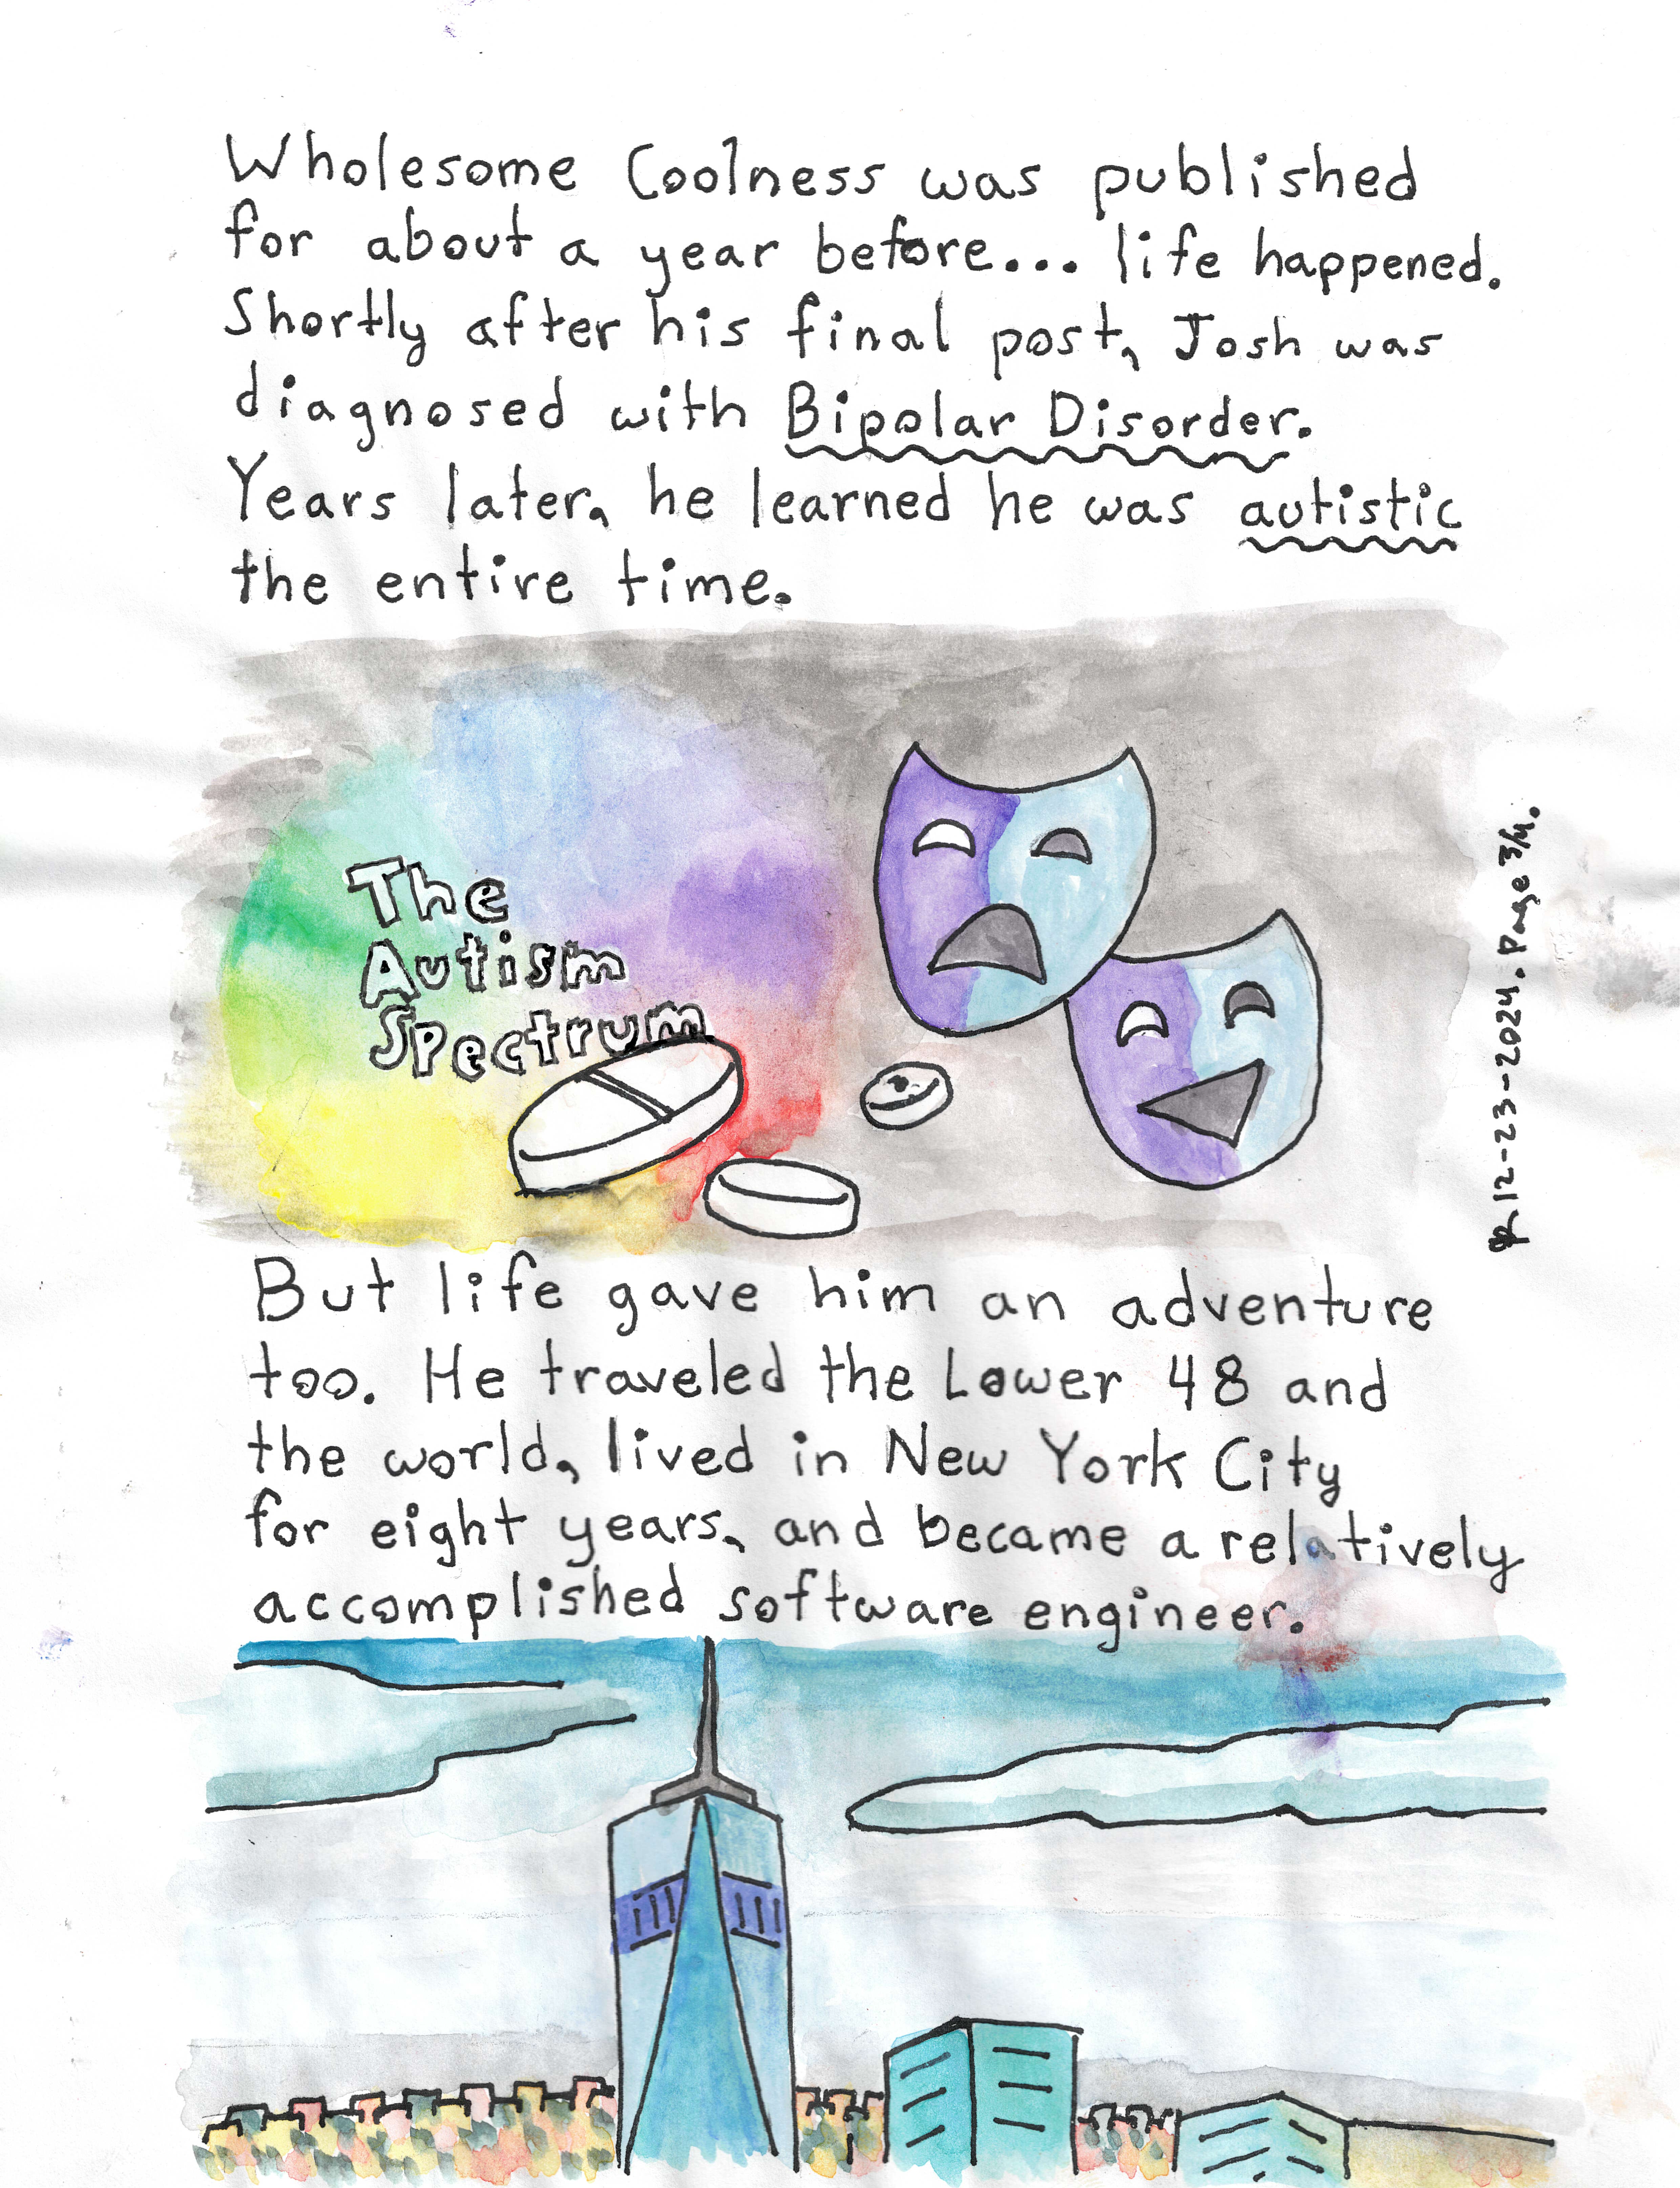 Wholesome Coolness was published
for about a year before... life happened.
Shortly after his final post, Josh was
diagnosed with Bipolar Disorder.
Years later, he learned he was autistic
the entire time.
The
Autism
Spectrum
12-23-2024. Page 3/4.
But life gave him an adventure
too. He traveled the Lower 48 and
the world, lived in New York City
for eight years, and became a relatively
accomplished software engineer.